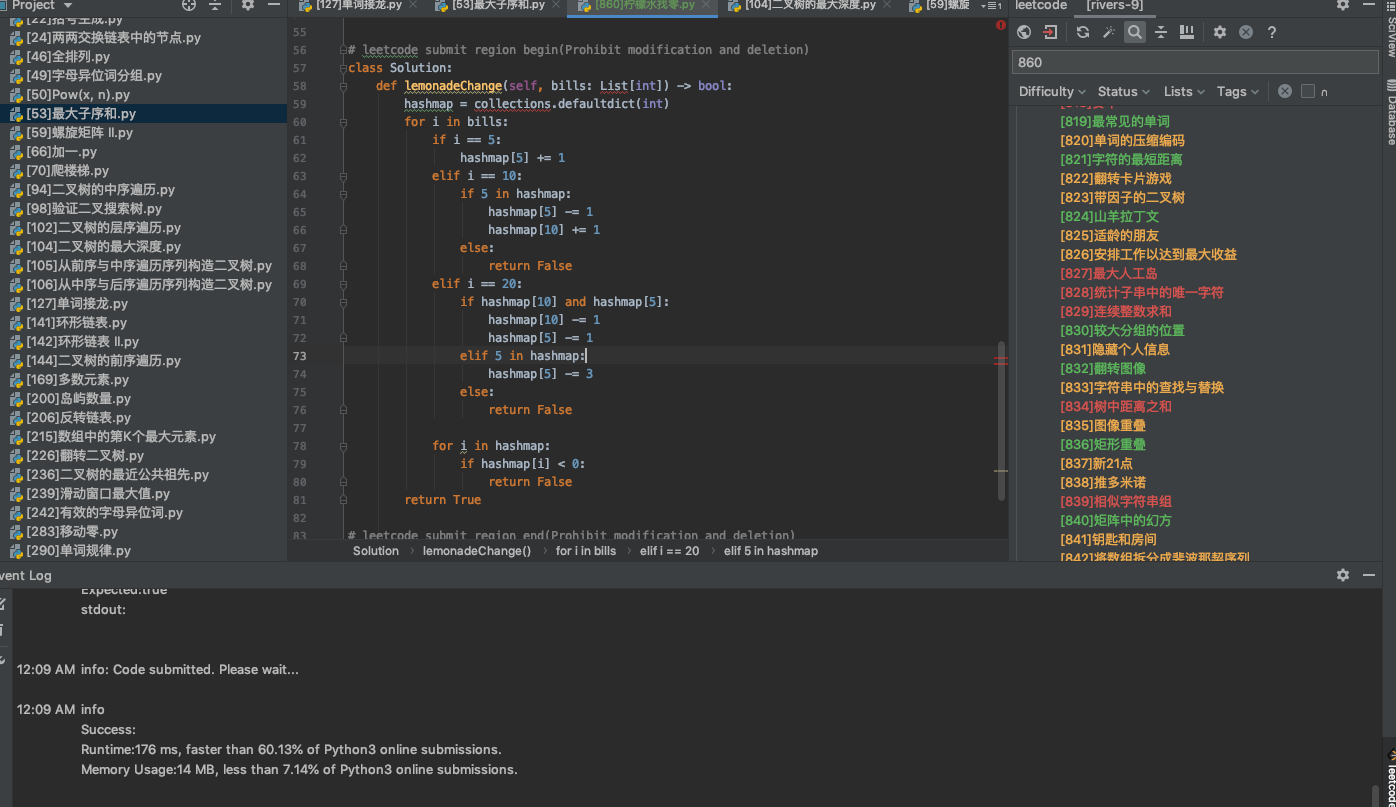 Project
[22]括号生成.py
[24]两两交换链表中的节点.py
[46]全排列.py
[49]字母异位词分组.py
[50]Pow(x, n).py
[53]最大子序和.py
[59]螺旋矩阵 II.py
[66]加一.py
[70]爬楼梯.py
[94]二叉树的中序遍历.py
[98]验证二叉搜索树.py
[102]二叉树的层序遍历.py
[104]二叉树的最大深度.py
[105]从前序与中序遍历序列构造二叉树.py
[106]从中序与后序遍历序列构造二叉树.py
[127]单词接龙.py
[141]环形链表.py
[142]环形链表 II.py
[144]二叉树的前序遍历.py
[169]多数元素.py
[200]岛屿数量.py
[206]反转链表.py
[215]数组中的第K个最大元素.py
[226]翻转二叉树.py
[236]二叉树的最近公共祖先.py
[239]滑动窗口最大值.py
[242]有效的字母异位词.py
[283]移动零.py
[290]单词规律.py
[127]单词接龙.py [53]最大子序和.py [860]柠檬水找零.py [104]二叉树的最大深度.py [59]螺旋
55
56 # leetcode submit region begin(Prohibit modification and deletion)
57 class Solution:
58 def lemonadeChange(self, bills: List[int]) -> bool:
59 hashmap = collections.defaultdict(int)
60 for i in bills:
61 if i == 5:
62 hashmap[5] += 1
63 elif i == 10:
64 if 5 in hashmap:
65 hashmap[5] -= 1
66 hashmap[10] += 1
67 else:
68 return False
69 elif i == 20:
70 if hashmap[10] and hashmap[5]:
71 hashmap[10] -= 1
72 hashmap[5] -= 1
73 elif 5 in hashmap:
74 hashmap[5] -= 3
75 else:
76 return False
77
78 for i in hashmap:
79 if hashmap[i] < 0:
80 return False
81 return True
82
83 # leetcode submit region end(Prohibit modification and deletion)
Solution › lemonadeChange() › for i in bills › elif i == 20 › elif 5 in hashmap
leetcode [rivers-9]
860
Difficulty Status Lists Tags
[819]最常见的单词
[820]单词的压缩编码
[821]字符的最短距离
[822]翻转卡片游戏
[823]带因子的二叉树
[824]山羊拉丁文
[825]适龄的朋友
[826]安排工作以达到最大收益
[827]最大人工岛
[828]统计子串中的唯一字符
[829]连续整数求和
[830]较大分组的位置
[831]隐藏个人信息
[832]翻转图像
[833]字符串中的查找与替换
[834]树中距离之和
[835]图像重叠
[836]矩形重叠
[837]新21点
[838]推多米诺
[839]相似字符串组
[840]矩阵中的幻方
[841]钥匙和房间
[842]将数组拆分成斐波那契序列
SciView
Database
leetcode
vent Log
Expected:true
stdout:
12:09 AM info: Code submitted. Please wait...
12:09 AM info
Success:
Runtime:176 ms, faster than 60.13% of Python3 online submissions.
Memory Usage:14 MB, less than 7.14% of Python3 online submissions.